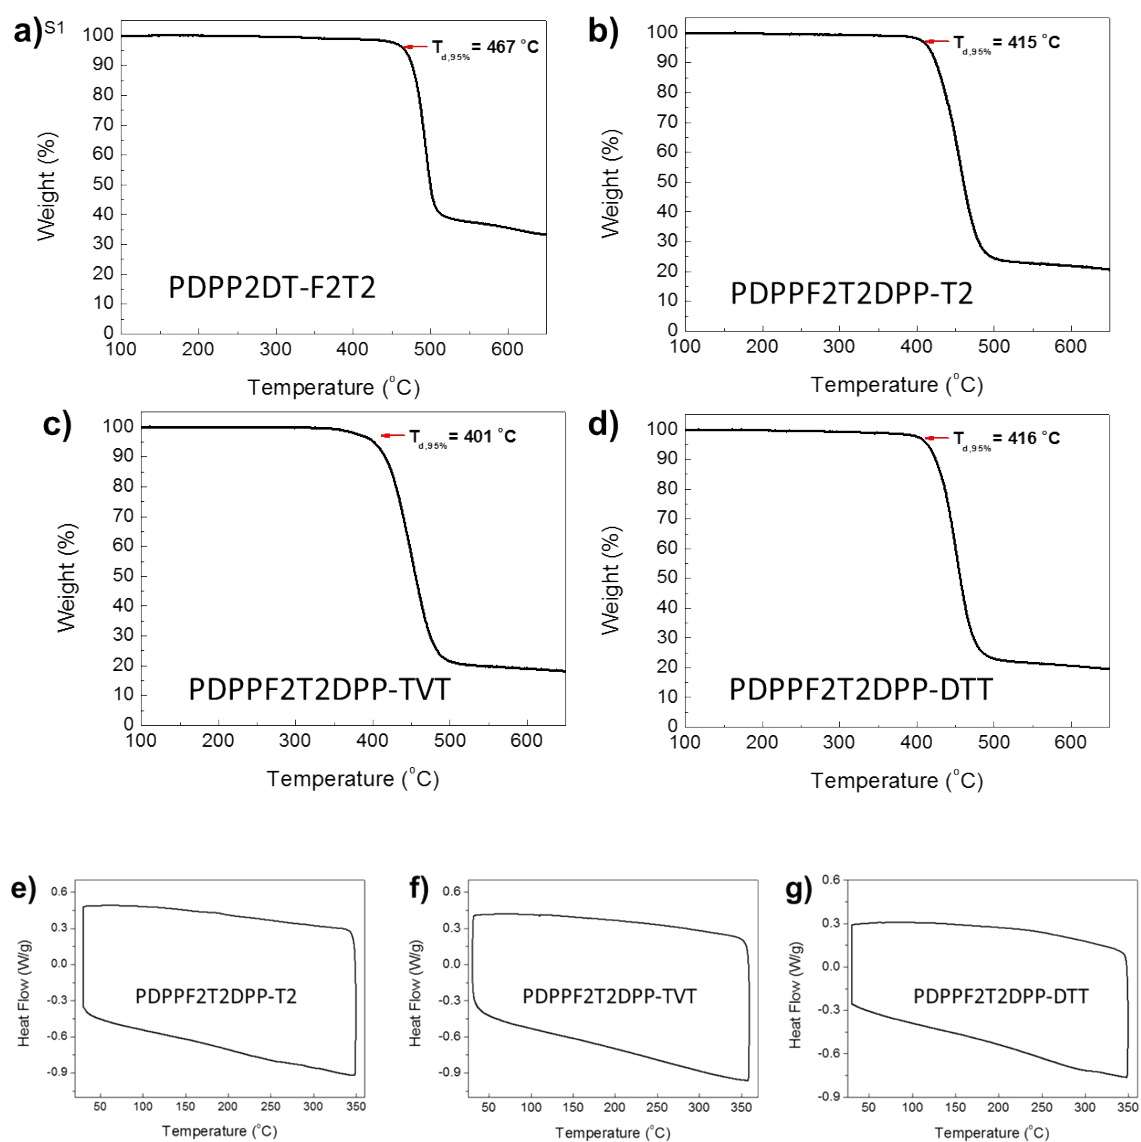 a) S1
100
90
80
70
60
50
40
30
20
10
0
Weight (%)
T d,95% = 467 °C
PDPP2DT-F2T2
100 200 300 400 500 600
Temperature (°C)
b)
100
90
80
70
60
50
40
30
20
10
0
Weight (%)
T d,95% = 415 °C
PDPPF2T2DPP-T2
100 200 300 400 500 600
Temperature (°C)
c)
100
90
80
70
60
50
40
30
20
10
0
Weight (%)
T d,95% = 401 °C
PDPPF2T2DPP-TVT
100 200 300 400 500 600
Temperature (°C)
d)
100
90
80
70
60
50
40
30
20
10
0
Weight (%)
T d,95% = 416 °C
PDPPF2T2DPP-DTT
100 200 300 400 500 600
Temperature (°C)
e)
0.6
0.3
0.0
-0.3
-0.6
-0.9
Heat Flow (W/g)
PDPPF2T2DPP-T2
50 100 150 200 250 300 350
Temperature (°C)
f)
0.6
0.3
0.0
-0.3
-0.6
-0.9
Heat Flow (W/g)
PDPPF2T2DPP-TVT
50 100 150 200 250 300 350
Temperature (°C)
g)
0.6
0.3
0.0
-0.3
-0.6
-0.9
Heat Flow (W/g)
PDPPF2T2DPP-DTT
50 100 150 200 250 300 350
Temperature (°C)